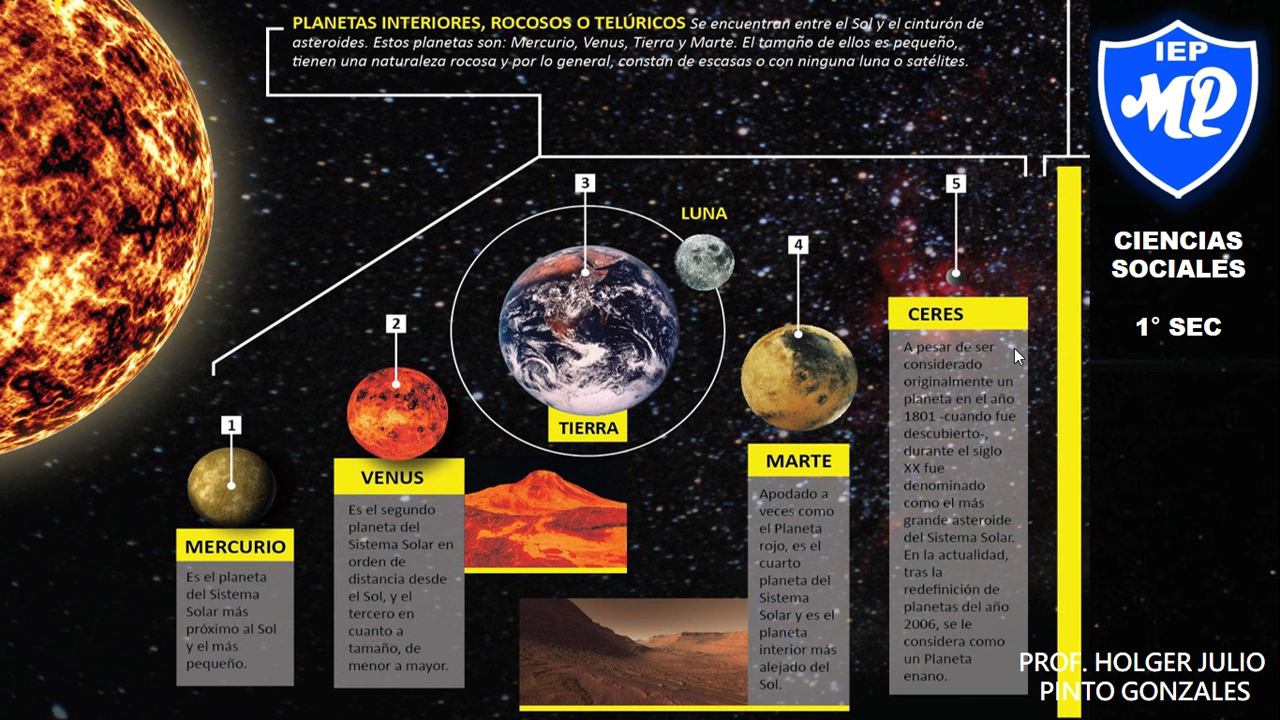 PLANETAS INTERIORES, ROCOSOS O TELÚRICOS Se encuentran entre el Sol y el cinturón de
asteroides. Estos planetas son: Mercurio, Venus, Tierra y Marte. El tamaño de ellos es pequeño,
tienen una naturaleza rocosa y por lo general, constan de escasas o con ninguna luna o satélites.
1
MERCURIO
Es el planeta
del Sistema
Solar más
próximo al Sol
y el más
pequeño.
2
VENUS
Es el segundo
planeta del
Sistema Solar en
orden de
distancia desde
el Sol, y el
tercero en
cuanto a
tamaño, de
menor a mayor.
3
LUNA
TIERRA
4
MARTE
Apodado a
veces como
el Planeta
rojo, es el
cuarto
planeta del
Sistema
Solar y es el
planeta
interior más
alejado del
Sol.
5
CERES
A pesar de ser
considerado
originalmente un
planeta en el año
1801 -cuando fue
descubierto-,
durante el siglo
XX fue
denominado
como el más
grande asteroide
del Sistema Solar.
En la actualidad,
tras la
redefinición de
planetas del año
2006, se le
considera como
un Planeta
enano.
IEP
MP
CIENCIAS
SOCIALES
1° SEC
PROF. HOLGER JULIO
PINTO GONZALES